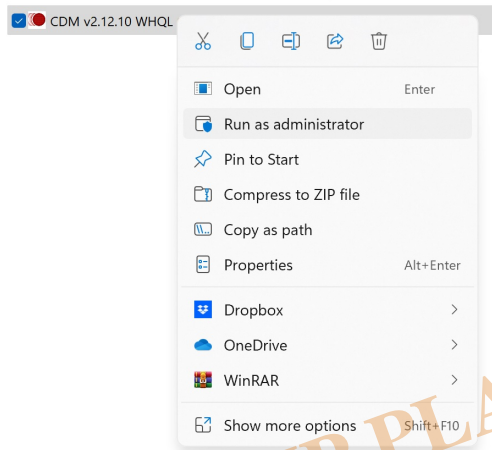 CDM v2.12.10 WHQL
Open Enter
Run as administrator
Pin to Start
Compress to ZIP file
Copy as path
Properties Alt+Enter
Dropbox
OneDrive
WinRAR
Show more options Shift+F10